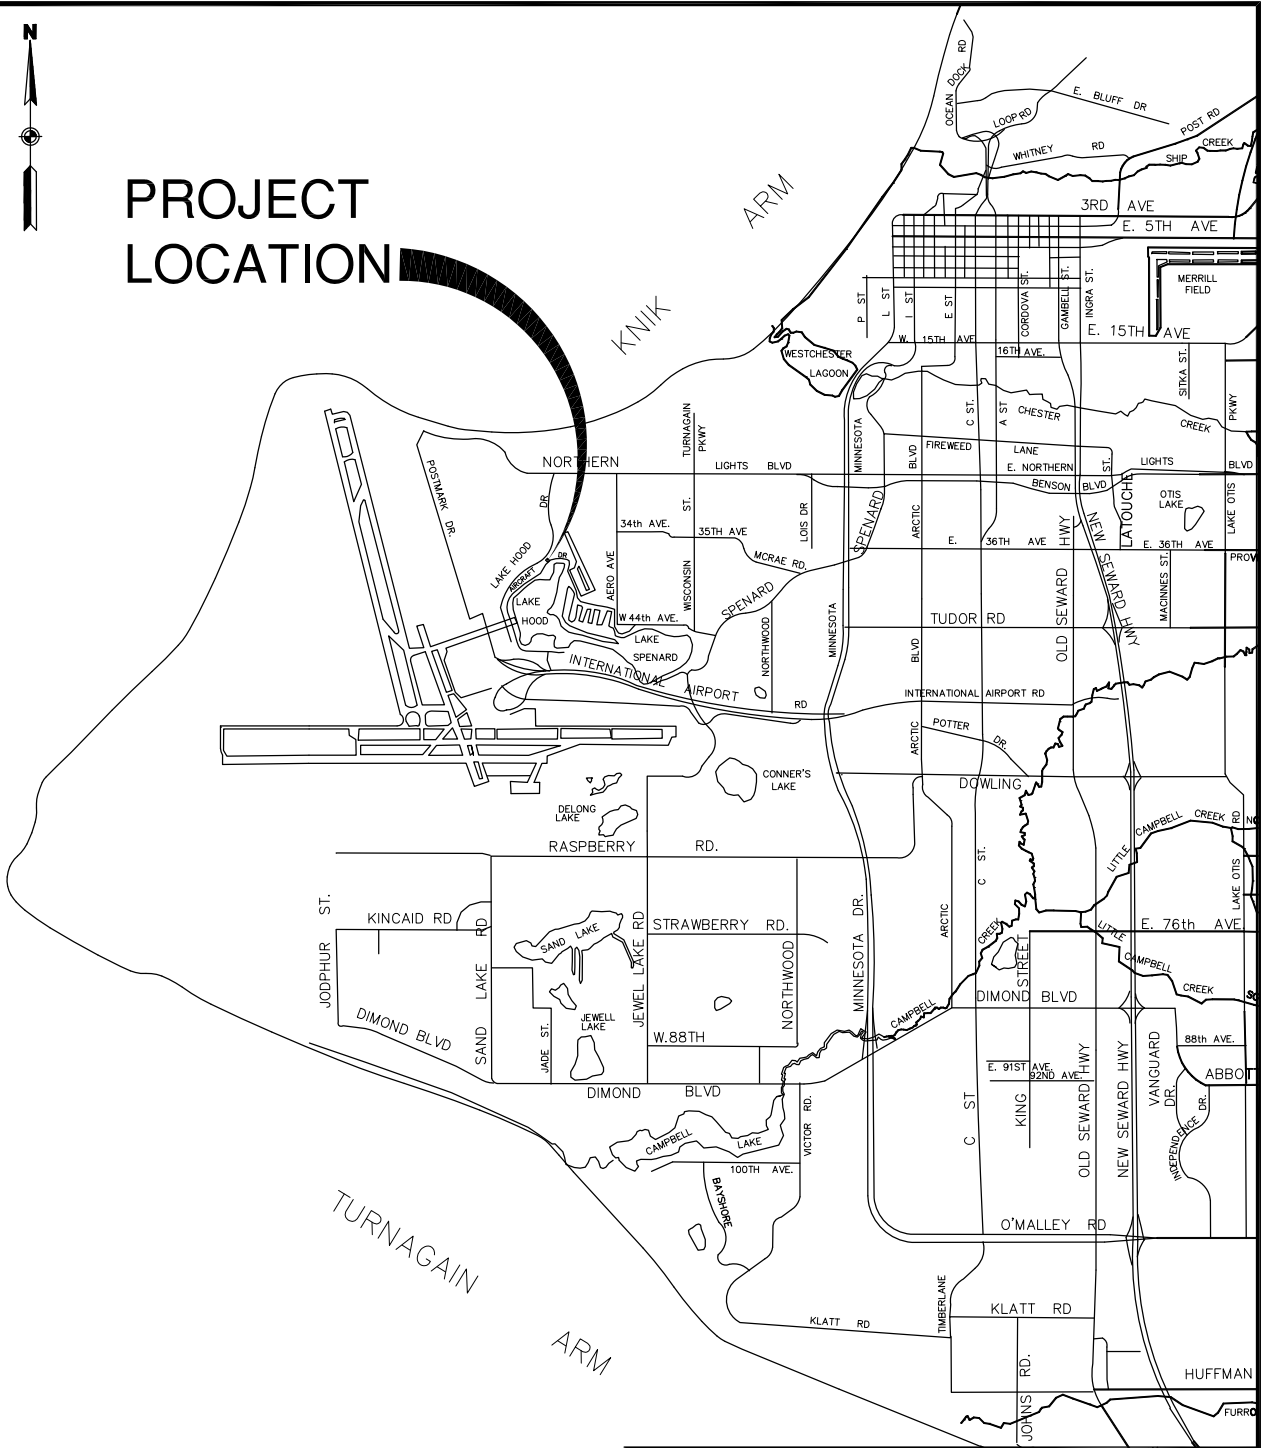 N
PROJECT
LOCATION
KNIK
ARM
OCEAN DOCK RD
E. BLUFF DR
LOOP RD
POST RD
WHITNEY RD
SHIP CREEK
3RD AVE
E. 5TH AVE
MERRILL
FIELD
P ST
L ST
I ST
E ST
CORDOVA ST.
GAMBELL ST.
INGRA ST.
E. 15TH AVE
W. 15TH AVE
16TH AVE.
WESTCHESTER
LAGOON
SITKA ST.
C ST.
A ST
CHESTER CREEK
PKWY
TURNAGAIN
PKWY
MINNESOTA
BLVD
FIREWEED LANE
NORTHERN LIGHTS BLVD
E. NORTHERN LIGHTS BLVD
BENSON BLVD
ST.
LATOUCHE
OTIS
LAKE
LAKE OTIS
POSTMARK DR.
DR
LAKE HOOD
AIRCRAFT
DR
34th AVE.
ST.
35TH AVE
LOIS DR
SPENARD
ARCTIC
E. 36TH AVE
HWY
NEW SEWARD HWY
E. 36TH AVE
PROV
MCRAE RD.
AERO AVE
WISCONSIN
SPENARD
LAKE
HOOD
W 44th AVE.
LAKE
SPENARD
NORTHWOOD
MINNESOTA
TUDOR RD
BLVD
OLD SEWARD
MACINNES ST.
INTERNATIONAL AIRPORT RD
INTERNATIONAL AIRPORT RD
ARCTIC
POTTER DR.
DOWLING
CONNER'S
LAKE
DELONG
LAKE
RASPBERRY RD.
C ST.
LITTLE CAMPBELL CREEK
RD
NO
LAKE OTIS
JODPHUR ST.
KINCAID RD
SAND LAKE RD
SAND LAKE
JEWEL LAKE RD
STRAWBERRY RD.
NORTHWOOD
MINNESOTA DR.
ARCTIC
CAMPBELL CREEK
STREET
E. 76th AVE
LITTLE CAMPBELL CREEK
SO
DIMOND BLVD
DIMOND BLVD
JADE ST.
JEWELL
LAKE
W.88TH
DIMOND BLVD
E. 91ST AVE.
92ND AVE.
KING
C ST
OLD SEWARD HWY
NEW SEWARD HWY
VANGUARD
DR.
88th AVE.
ABBOT
INDEPENDENCE DR.
VICTOR RD.
CAMPBELL LAKE
100TH AVE.
BAYSHORE
O'MALLEY RD
TURNAGAIN
ARM
TIMBERLANE
KLATT RD
KLATT RD
JOHNS RD.
HUFFMAN
FURRO